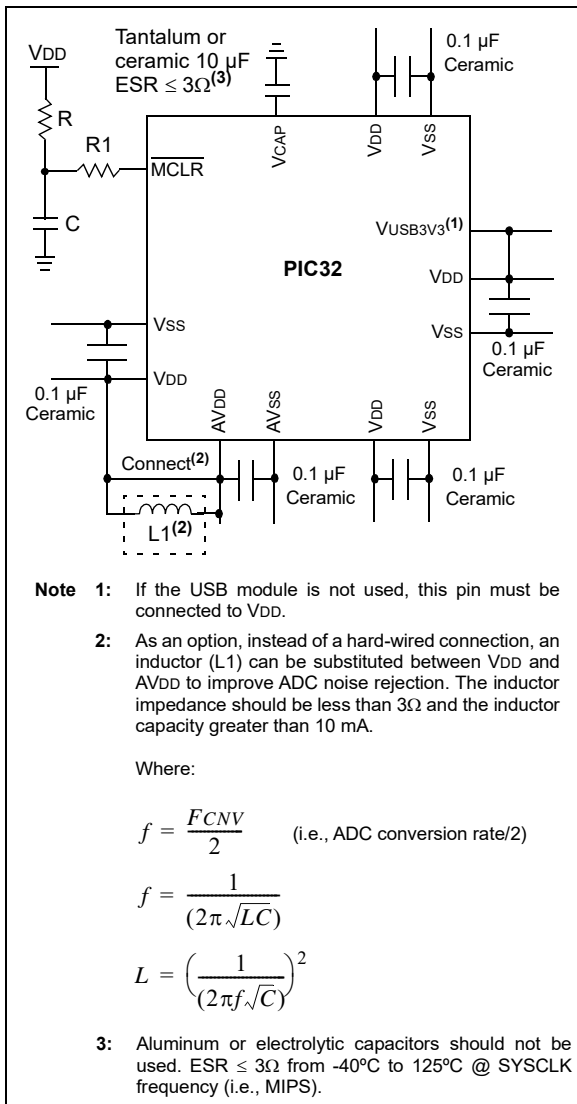 VDD
Tantalum or
ceramic 10 µF
ESR ≤ 3Ω(3)
0.1 µF
Ceramic
R
R1
C
MCLR
VCAP
VDD
VSS
VUSB3V3(1)
PIC32
VDD
VSS
VSS
VDD
0.1 µF
Ceramic
0.1 µF
Ceramic
AVDD
AVSS
VDD
VSS
Connect(2)
L1(2)
0.1 µF
Ceramic
0.1 µF
Ceramic
Note 1: If the USB module is not used, this pin must be
connected to VDD.
2: As an option, instead of a hard-wired connection, an
inductor (L1) can be substituted between VDD and
AVDD to improve ADC noise rejection. The inductor
impedance should be less than 3Ω and the inductor
capacity greater than 10 mA.
Where:
f = FCNV / 2 (i.e., ADC conversion rate/2)
f = 1 / (2π√LC)
L = (1 / (2πf√C))²
3: Aluminum or electrolytic capacitors should not be
used. ESR ≤ 3Ω from -40ºC to 125ºC @ SYSCLK
frequency (i.e., MIPS).